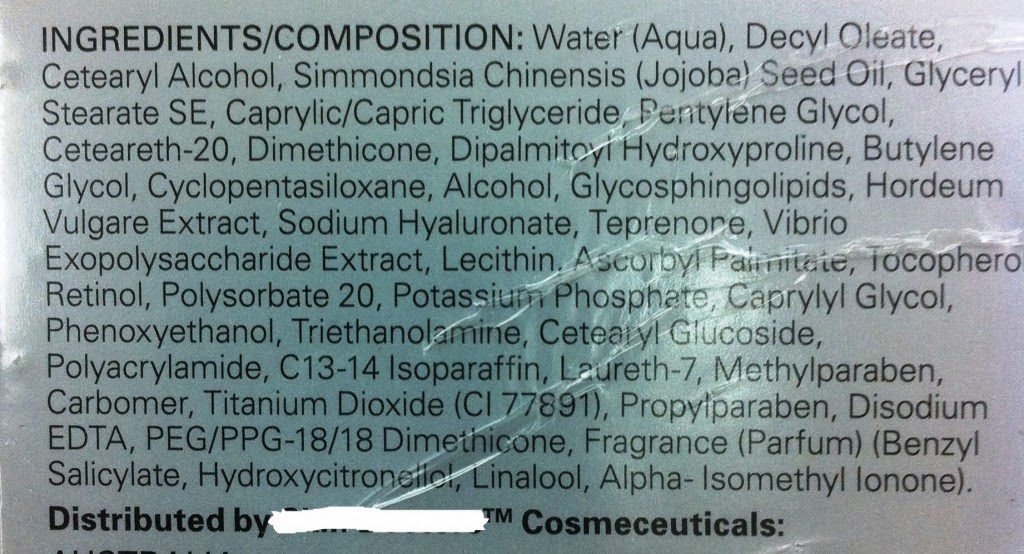 INGREDIENTS/COMPOSITION: Water (Aqua), Decyl Oleate,
Cetearyl Alcohol, Simmondsia Chinensis (Jojoba) Seed Oil, Glyceryl
Stearate SE, Caprylic/Capric Triglyceride, Pentylene Glycol,
Ceteareth-20, Dimethicone, Dipalmitoyl Hydroxyproline, Butylene
Glycol, Cyclopentasiloxane, Alcohol, Glycosphingolipids, Hordeum
Vulgare Extract, Sodium Hyaluronate, Teprenone, Vibrio
Exopolysaccharide Extract, Lecithin, Ascorbyl Palmitate, Tocophero
Retinol, Polysorbate 20, Potassium Phosphate, Caprylyl Glycol,
Phenoxyethanol, Triethanolamine, Cetearyl Glucoside,
Polyacrylamide, C13-14 Isoparaffin, Laureth-7, Methylparaben,
Carbomer, Titanium Dioxide (CI 77891), Propylparaben, Disodium
EDTA, PEG/PPG-18/18 Dimethicone, Fragrance (Parfum) (Benzyl
Salicylate, Hydroxycitronellol, Linalool, Alpha- Isomethyl Ionone).
Distributed by ™ Cosmeceuticals: